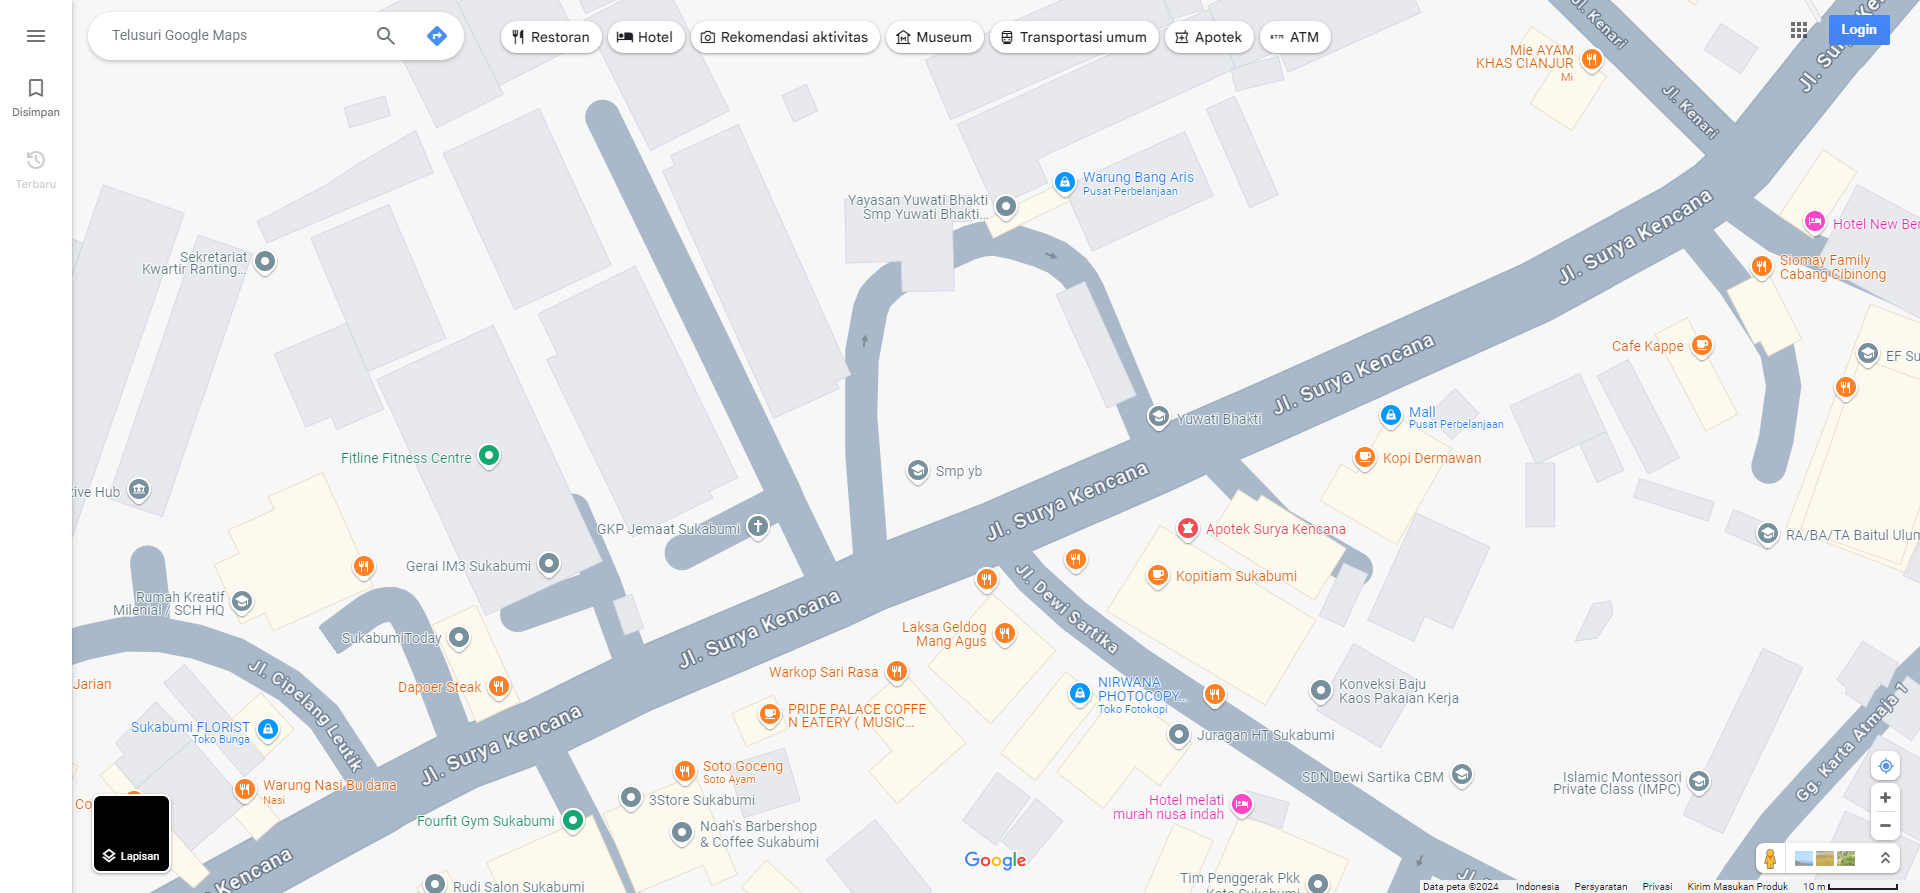 Telusuri Google Maps
Restoran
Hotel
Rekomendasi aktivitas
Museum
Transportasi umum
Apotek
ATM
Login
Disimpan
Terbaru
Mie AYAM
KHAS CIANJUR
Mi
Jl. Kenari
Jl. Kenari
Warung Bang Aris
Pusat Perbelanjaan
Yayasan Yuwati Bhakti
Smp Yuwati Bhakti...
Jl. Surya Kencana
Hotel New Ber
Sekretariat
Kwartir Ranting...
Siomay Family
Cabang Cibinong
Jl. Surya Kencana
Cafe Kappe
EF Su
Jl. Surya Kencana
Mall
Pusat Perbelanjaan
Yuwati Bhakti
Fitline Fitness Centre
Kopi Dermawan
Smp yb
tive Hub
Jl. Surya Kencana
GKP Jemaat Sukabumi
Apotek Surya Kencana
RA/BA/TA Baitul Ulum
Gerai IM3 Sukabumi
Kopitiam Sukabumi
Rumah Kreatif
Milenial / SCH HQ
Jl. Dewi Sartika
Jl. Surya Kencana
SukabumiToday
Laksa Geldog
Mang Agus
Warkop Sari Rasa
Jarian
Jl. Cipelang Leutik
Dapoer Steak
NIRWANA
PHOTOCOPY...
Toko Fotokopi
Konveksi Baju
Kaos Pakaian Kerja
PRIDE PALACE COFFE
N EATERY ( MUSIC...
Sukabumi FLORIST
Toko Bunga
Jl. Surya Kencana
Juragan HT Sukabumi
Gg. Karta Atmaja 1
Soto Goceng
Soto Ayam
SDN Dewi Sartika CBM
Islamic Montessori
Private Class (IMPC)
Warung Nasi Bu dana
Nasi
Co
3Store Sukabumi
Hotel melati
murah nusa indah
Fourfit Gym Sukabumi
Noah's Barbershop
& Coffee Sukabumi
Lapisan
Google
Kencana
Rudi Salon Sukabumi
Tim Penggerak Pkk
Kota Sukabumi
Jl.
Data peta ©2024
Indonesia
Persyaratan
Privasi
Kirim Masukan Produk
10 m